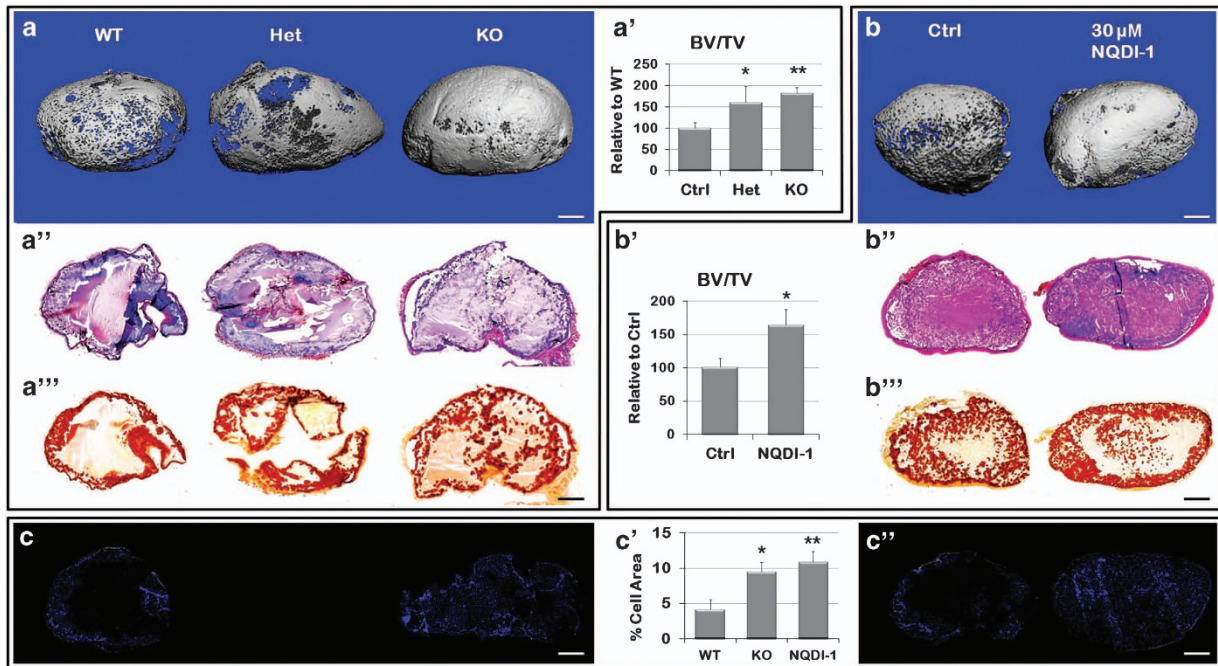 a
WT
Het
KO
a'
BV/TV
Relative to WT
250
200
150
100
50
0
*
**
Ctrl
Het
KO
b
Ctrl
30 µM
NQDI-1
a''
a'''
b'
BV/TV
Relative to Ctrl
200
150
100
50
0
*
Ctrl
NQDI-1
b''
b'''
c
c'
% Cell Area
15
10
5
0
*
**
WT
KO
NQDI-1
c''